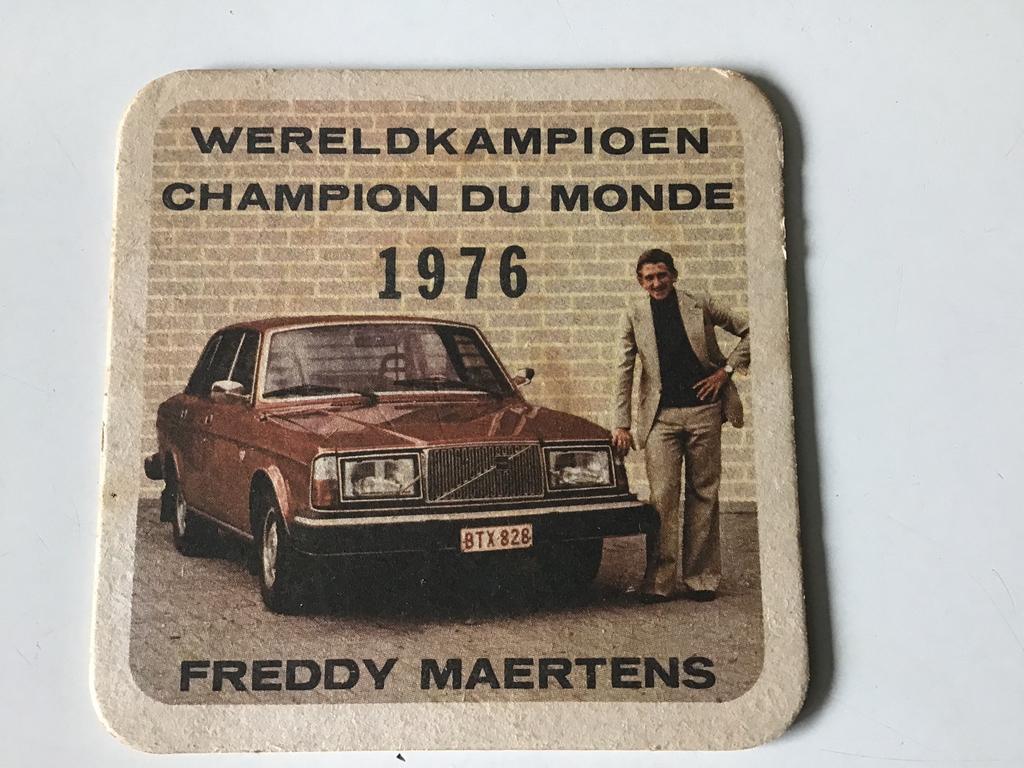 WERELDKAMPIOEN
CHAMPION DU MONDE
1976
BTX·828
FREDDY MAERTENS